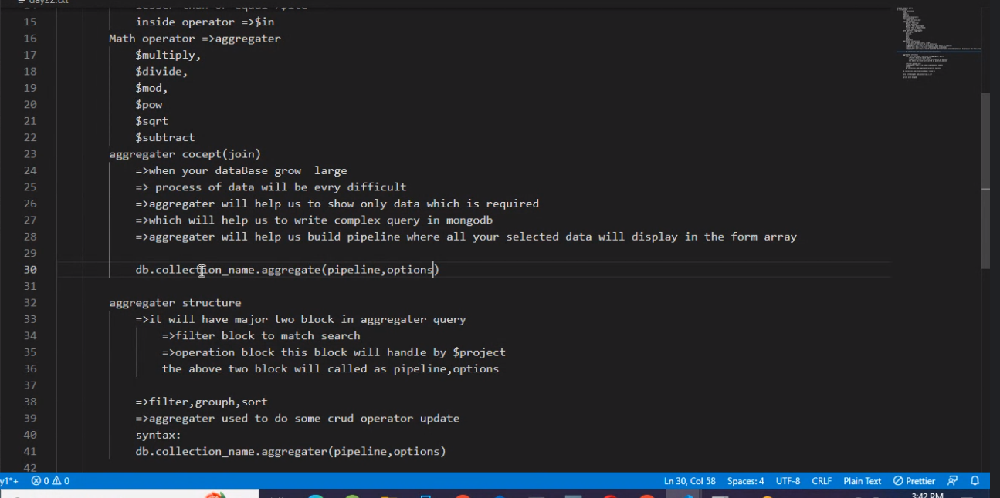 day22.txt
15 inside operator =>$in
16 Math operator =>aggregater
17 $multiply,
18 $divide,
19 $mod,
20 $pow
21 $sqrt
22 $subtract
23 aggregater cocept(join)
24 =>when your dataBase grow  large
25 => process of data will be evry difficult
26 =>aggregater will help us to show only data which is required
27 =>which will help us to write complex query in mongodb
28 =>aggregater will help us build pipeline where all your selected data will display in the form array
29
30 db.collection_name.aggregate(pipeline,options)
31
32 aggregater structure
33 =>it will have major two block in aggregater query
34 =>filter block to match search
35 =>operation block this block will handle by $project
36 the above two block will called as pipeline,options
37
38 =>filter,grouph,sort
39 =>aggregater used to do some crud operator update
40 syntax:
41 db.collection_name.aggregater(pipeline,options)
42
y1*+ 0 0 Ln 30, Col 58 Spaces: 4 UTF-8 CRLF Plain Text Prettier
3:42 PM